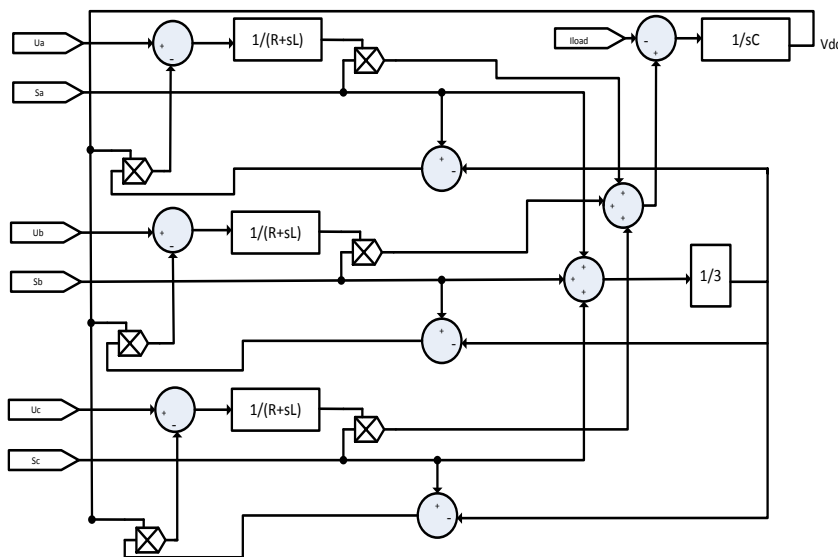 Ua
+
-
1/(R+sL)
Iload
-
+
1/sC
Vdc
Sa
+
-
+
+
+
Ub
+
-
1/(R+sL)
Sb
+
+
+
1/3
+
-
Uc
+
-
1/(R+sL)
Sc
+
-